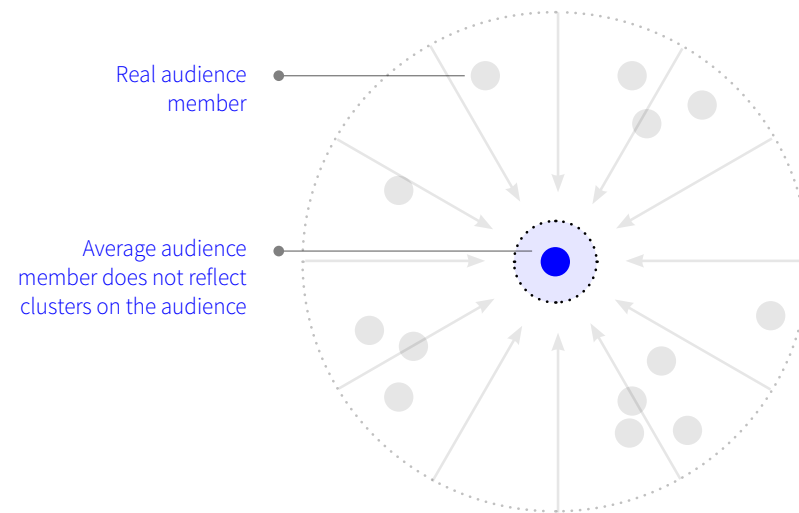 Real audience
member
Average audience
member does not reflect
clusters on the audience